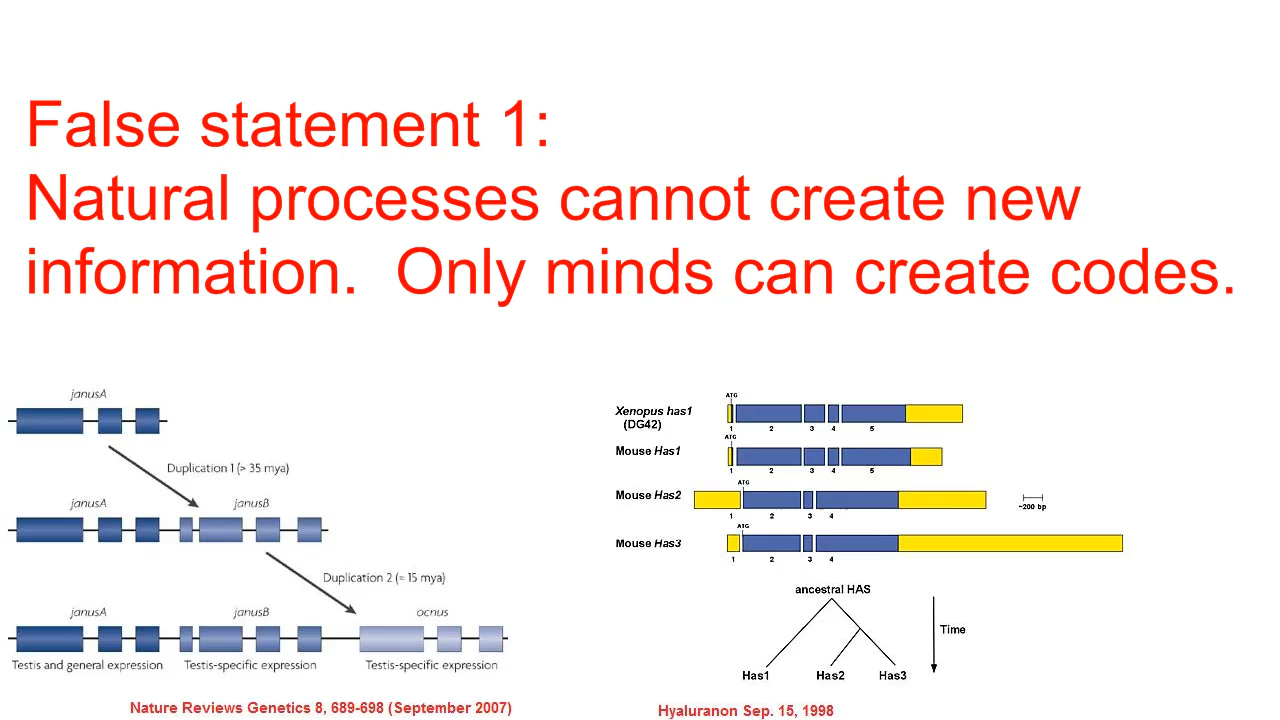 False statement 1:
Natural processes cannot create new
information.  Only minds can create codes.
janusA
Duplication 1 (> 35 mya)
janusA janusB
Duplication 2 (≈ 15 mya)
janusA janusB ocnus
Testis and general expression Testis-specific expression Testis-specific expression
Nature Reviews Genetics 8, 689-698 (September 2007)
ATG
Xenopus has1
(DG42)
1 2 3 4 5
ATG
Mouse Has1
1 2 3 4 5
ATG
Mouse Has2
~200 bp
1 2 3 4
ATG
Mouse Has3
1 2 3 4
ancestral HAS
Time
Has1 Has2 Has3
Hyaluranon Sep. 15, 1998